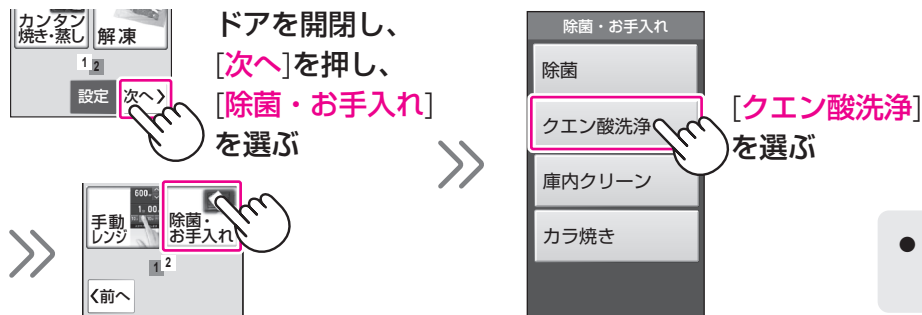 カンタン
焼き・蒸し
解凍
1 2
設定
次へ〉
ドアを開閉し、
[次へ]を押し、
[除菌・お手入れ]
を選ぶ
600
1.00
手動
レンジ
除菌・
お手入れ
1 2
〈前へ
除菌・お手入れ
除菌
クエン酸洗浄
庫内クリーン
カラ焼き
[クエン酸洗浄]
を選ぶ